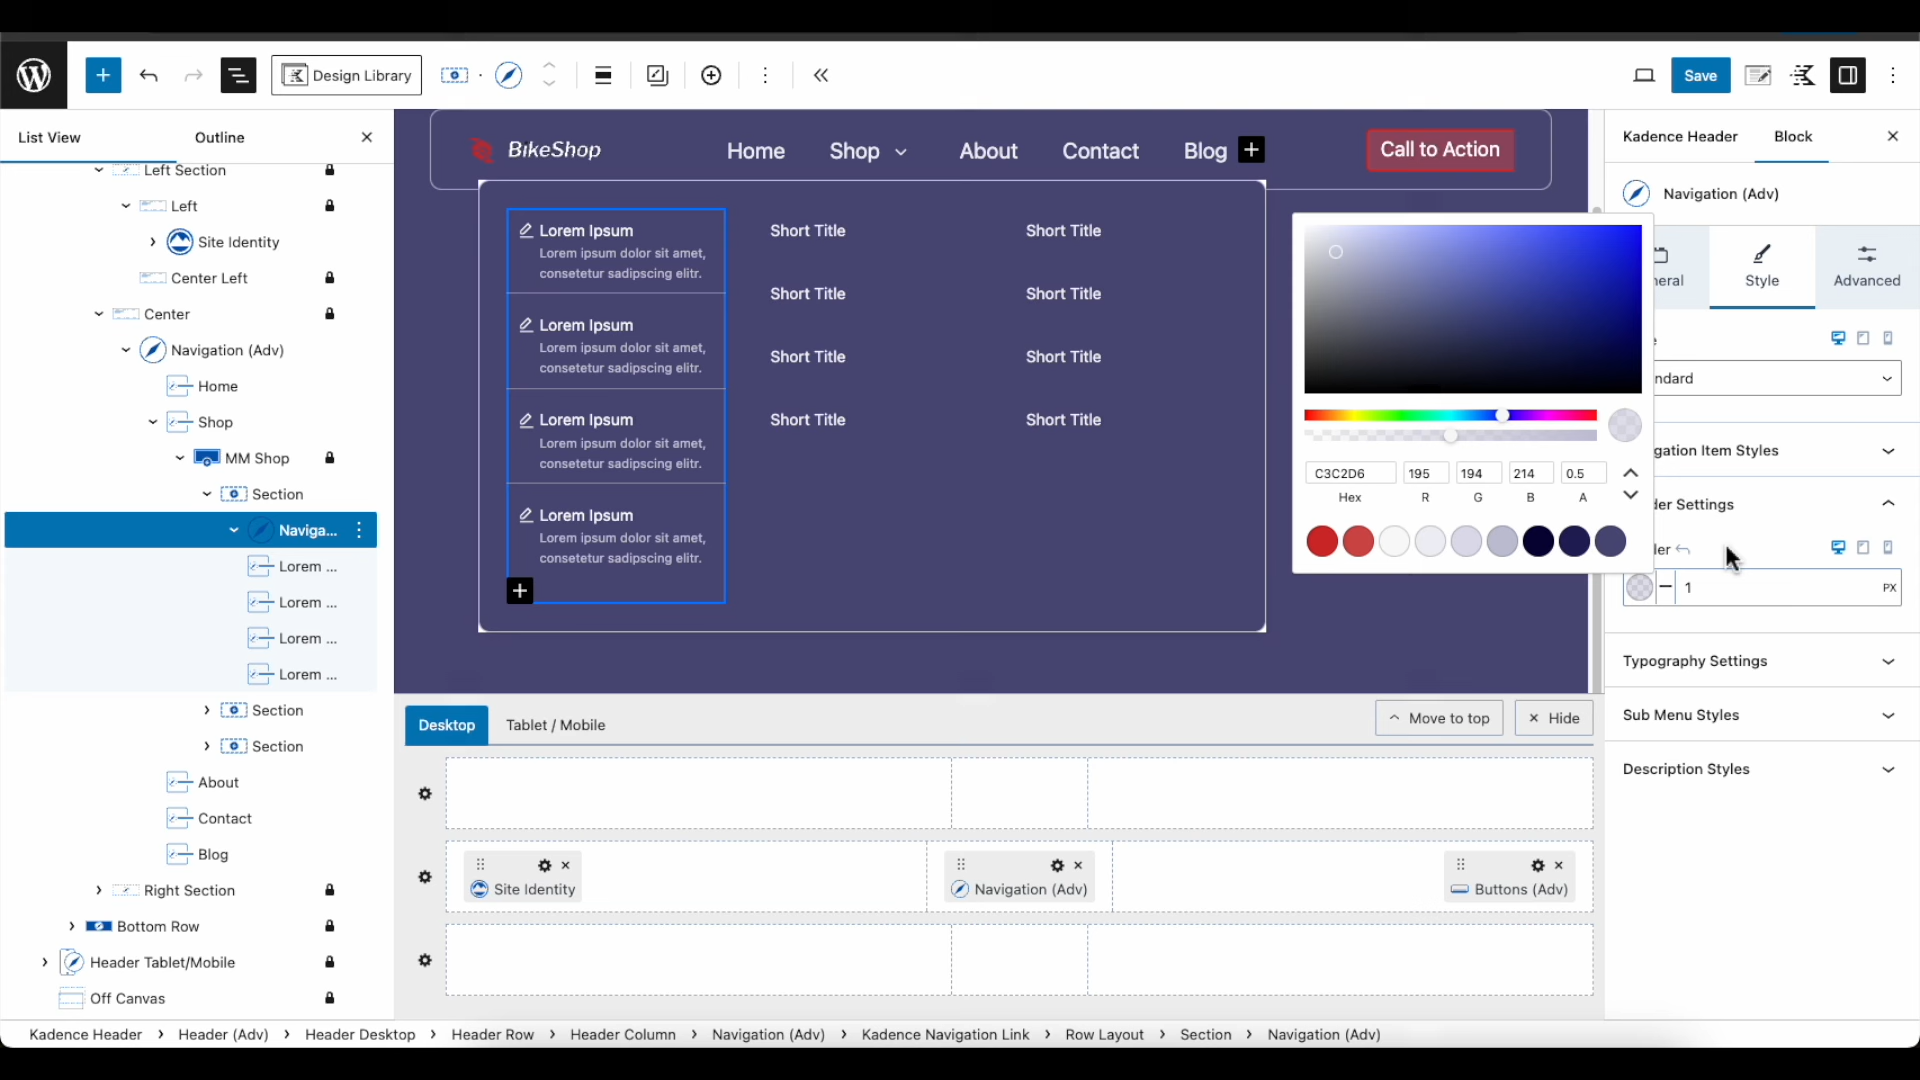 Design Library
Save
List View
Outline
Left Section
Left
Site Identity
Center Left
Center
Navigation (Adv)
Home
Shop
MM Shop
Section
Naviga...
Lorem ...
Lorem ...
Lorem ...
Lorem ...
Section
Section
About
Contact
Blog
Right Section
Bottom Row
Header Tablet/Mobile
Off Canvas
BikeShop
Home
Shop
About
Contact
Blog
Call to Action
Lorem Ipsum
Lorem ipsum dolor sit amet,
consetetur sadipscing elitr.
Lorem Ipsum
Lorem ipsum dolor sit amet,
consetetur sadipscing elitr.
Lorem Ipsum
Lorem ipsum dolor sit amet,
consetetur sadipscing elitr.
Lorem Ipsum
Lorem ipsum dolor sit amet,
consetetur sadipscing elitr.
Short Title
Short Title
Short Title
Short Title
Short Title
Short Title
Short Title
Short Title
C3C2D6 195 194 214 0.5
Hex R G B A
Kadence Header
Block
Navigation (Adv)
neral
Style
Advanced
e
ndard
gation Item Styles
der Settings
ler
1 PX
Typography Settings
Sub Menu Styles
Description Styles
Desktop
Tablet / Mobile
Move to top
Hide
Site Identity
Navigation (Adv)
Buttons (Adv)
Kadence Header > Header (Adv) > Header Desktop > Header Row > Header Column > Navigation (Adv) > Kadence Navigation Link > Row Layout > Section > Navigation (Adv)